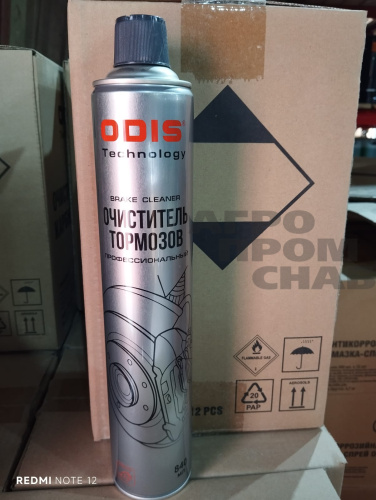 ODIS
Technology
BRAKE CLEANER
ОЧИСТИТЕЛЬ
ТОРМОЗОВ
ПРОФЕССИОНАЛЬНЫЙ
АГРО
ПРОМ
СНАБ
FLAMMABLE GAS
20
PAP
AEROSOLS
12 PCS
REDMI NOTE 12